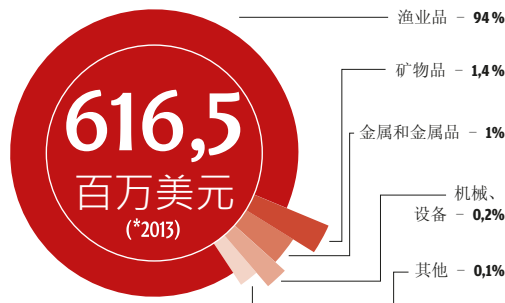 渔业品 – 94%
矿物品 – 1,4%
金属和金属品 – 1%
机械、
设备 – 0,2%
其他 – 0,1%
616,5
百万美元
(*2013)